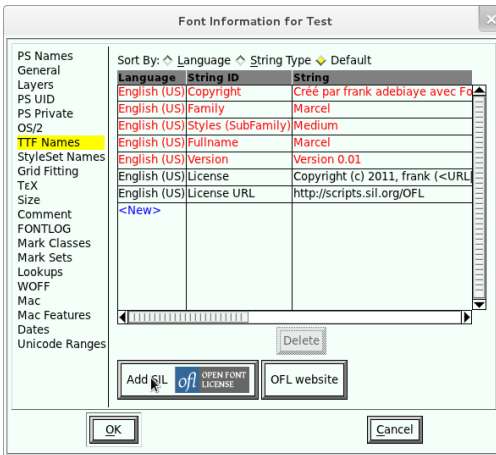 Font Information for Test
PS Names
General
Layers
PS UID
PS Private
OS/2
TTF Names
StyleSet Names
Grid Fitting
TεX
Size
Comment
FONTLOG
Mark Classes
Mark Sets
Lookups
WOFF
Mac
Mac Features
Dates
Unicode Ranges
Sort By: Language String Type Default
Language String ID String
English (US) Copyright Créé par frank adebiaye avec Fo
English (US) Family Marcel
English (US) Styles (SubFamily) Medium
English (US) Fullname Marcel
English (US) Version Version 0.01
English (US) License Copyright (c) 2011, frank (<URL|
English (US) License URL http://scripts.sil.org/OFL
<New>
Delete
Add SIL ofl OPEN FONT LICENSE
OFL website
OK
Cancel